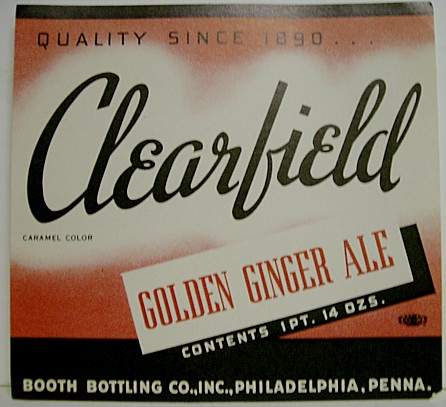 QUALITY SINCE 1890...
Clearfield
CARAMEL COLOR
GOLDEN GINGER ALE
CONTENTS 1 PT. 14 OZS.
BOOTH BOTTLING CO., INC., PHILADELPHIA, PENNA.